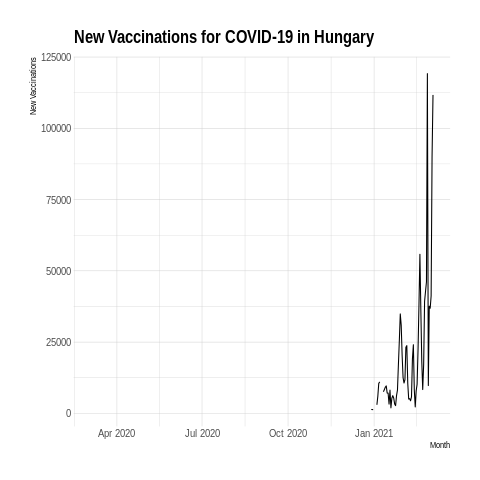 New Vaccinations for COVID-19 in Hungary
New Vaccinations
125000
100000
75000
50000
25000
0
Apr 2020
Jul 2020
Oct 2020
Jan 2021
Month